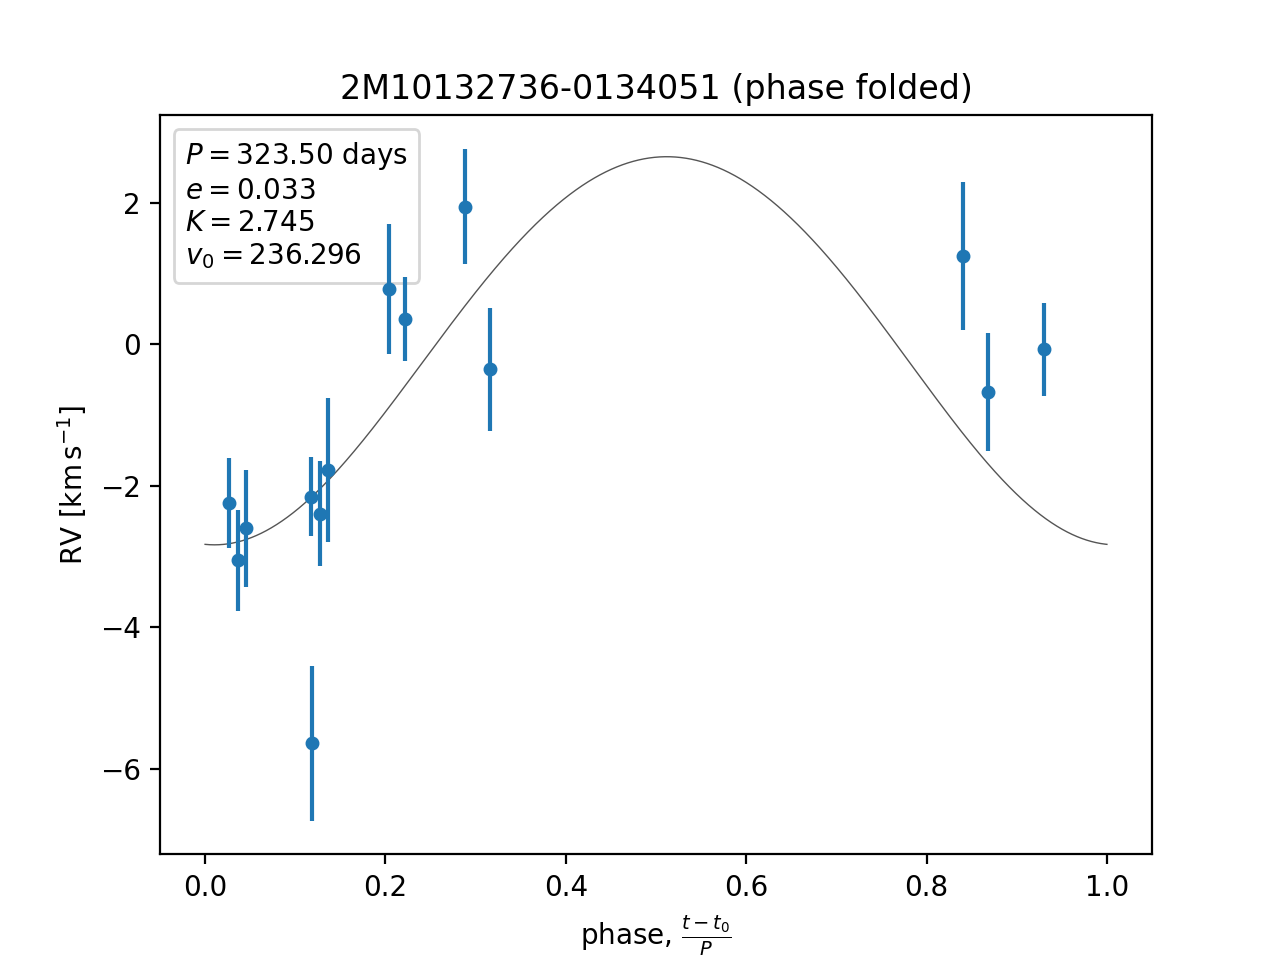 2M10132736-0134051 (phase folded)
P = 323.50 days
e = 0.033
K = 2.745
v₀ = 236.296
2
0
−2
−4
−6
RV [km s⁻¹]
0.0 0.2 0.4 0.6 0.8 1.0
phase, (t − t₀)/P